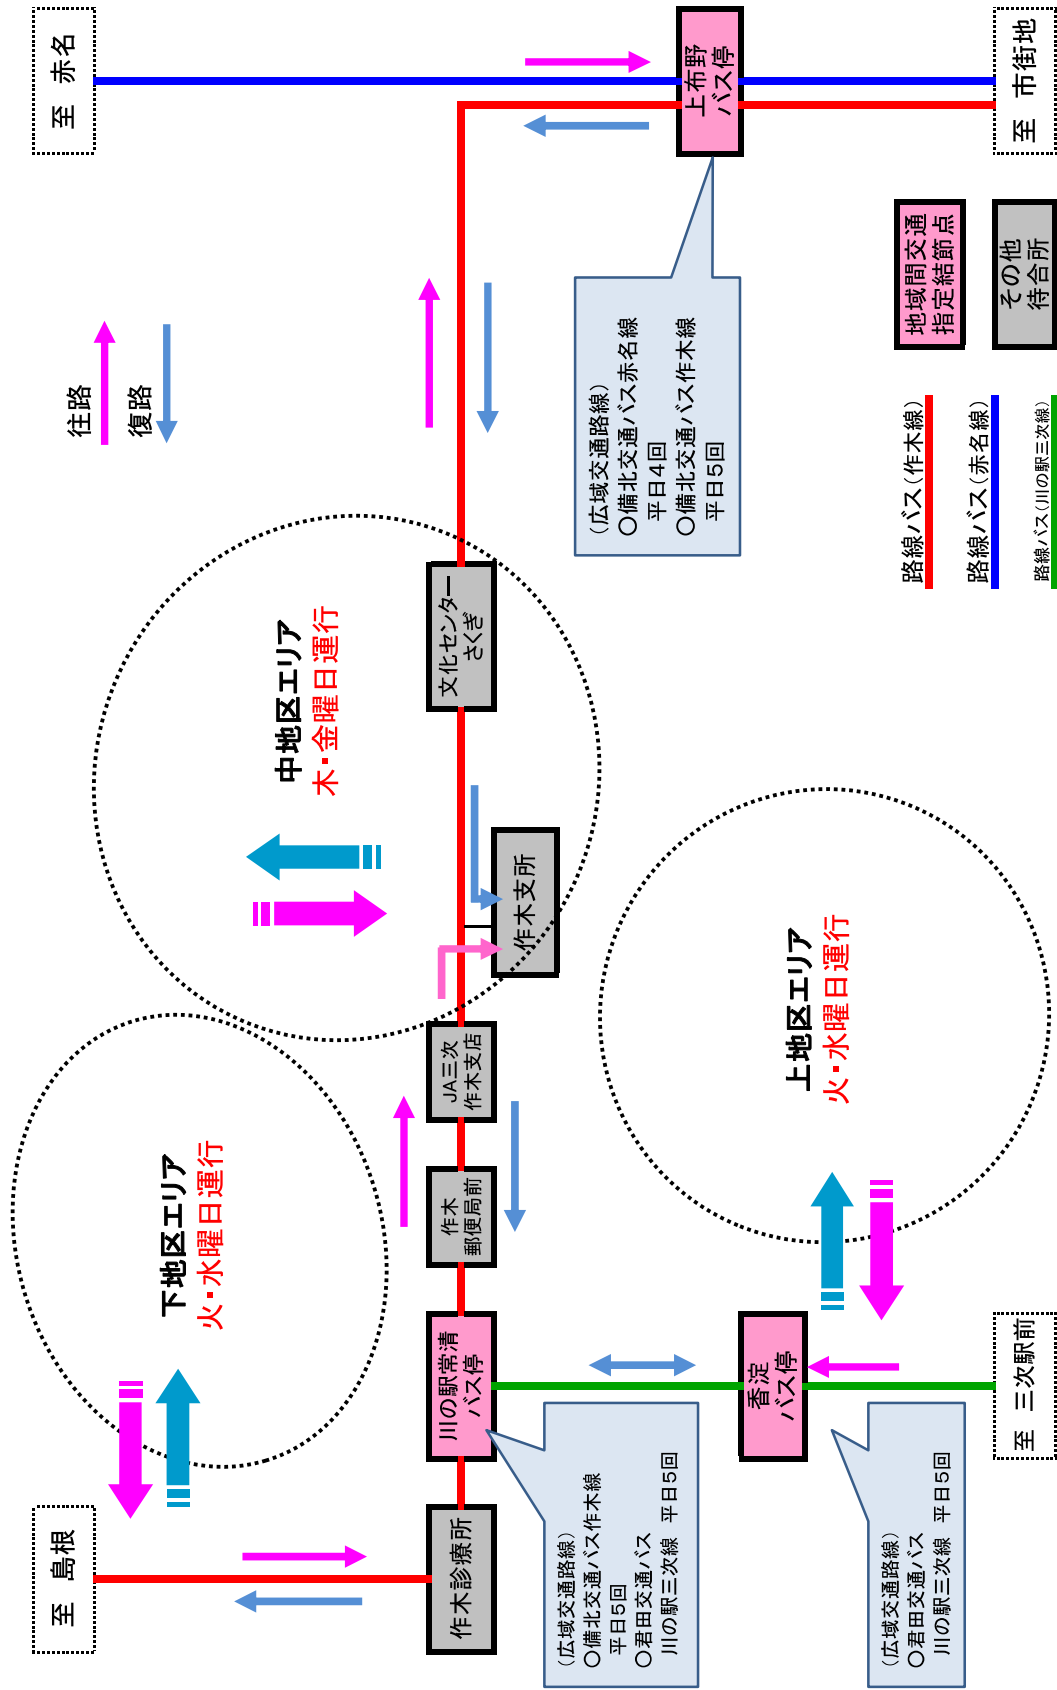 至 島根
至 赤名
往路
復路
下地区エリア
火・水曜日運行
中地区エリア
木・金曜日運行
作木診療所
川の駅常清
バス停
作木
郵便局前
JA三次
作木支店
作木支所
文化センター
さくぎ
(広域交通路線)
〇備北交通バス赤名線
平日4回
〇備北交通バス作木線
平日5回
上布野
バス停
(広域交通路線)
〇備北交通バス作木線
平日5回
〇君田交通バス
川の駅三次線 平日5回
香淀
バス停
上地区エリア
火・水曜日運行
(広域交通路線)
〇君田交通バス
川の駅三次線 平日5回
至 三次駅前
路線バス(作木線)
路線バス(赤名線)
路線バス(川の駅三次線)
地域間交通
指定結節点
その他
待合所
至 市街地